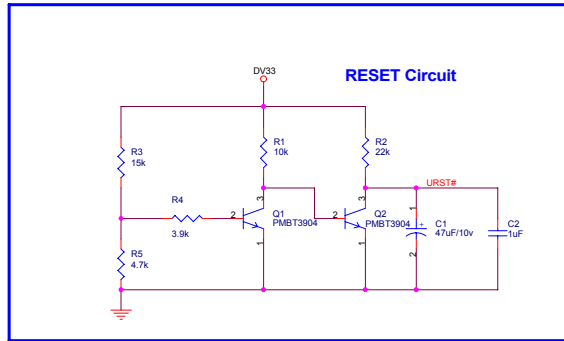 DV33
RESET Circuit
R3
15k
R1
10k
R2
22k
URST#
R4
3.9k
2
3
1
Q1
PMBT3904
2
3
1
Q2
PMBT3904
1
+
2
C1
47uF/10v
C2
1uF
R5
4.7k